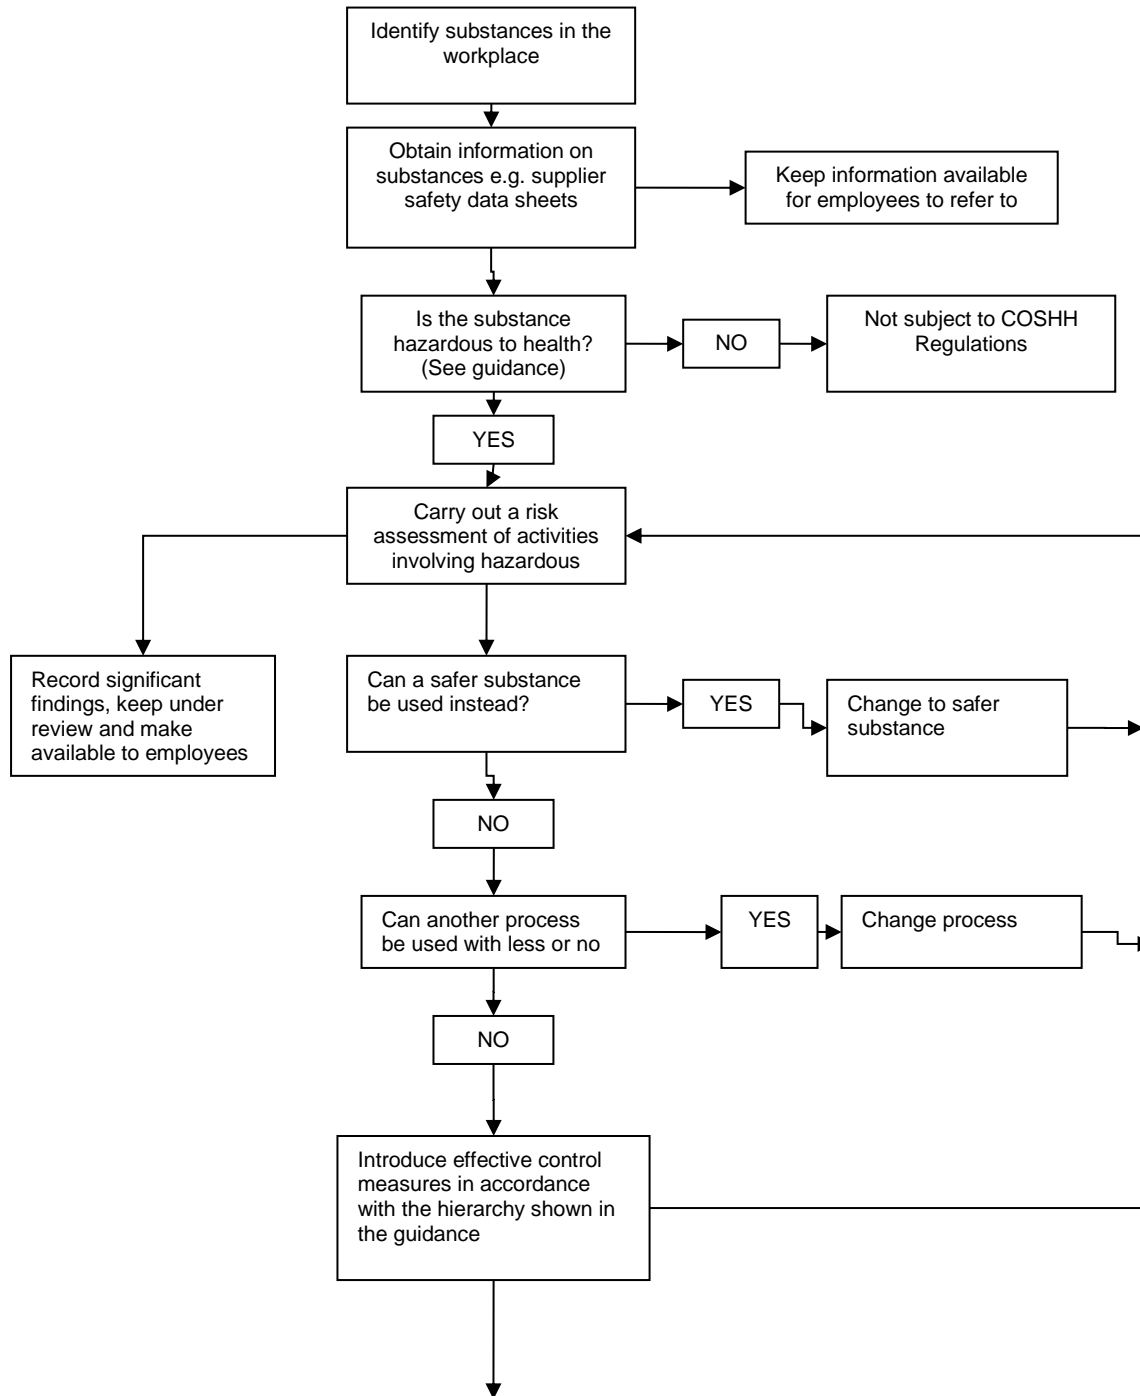 Identify substances in the
workplace
Obtain information on
substances e.g. supplier
safety data sheets
Keep information available
for employees to refer to
Is the substance
hazardous to health?
(See guidance)
NO
Not subject to COSHH
Regulations
YES
Carry out a risk
assessment of activities
involving hazardous
Record significant
findings, keep under
review and make
available to employees
Can a safer substance
be used instead?
YES
Change to safer
substance
NO
Can another process
be used with less or no
YES
Change process
NO
Introduce effective control
measures in accordance
with the hierarchy shown in
the guidance